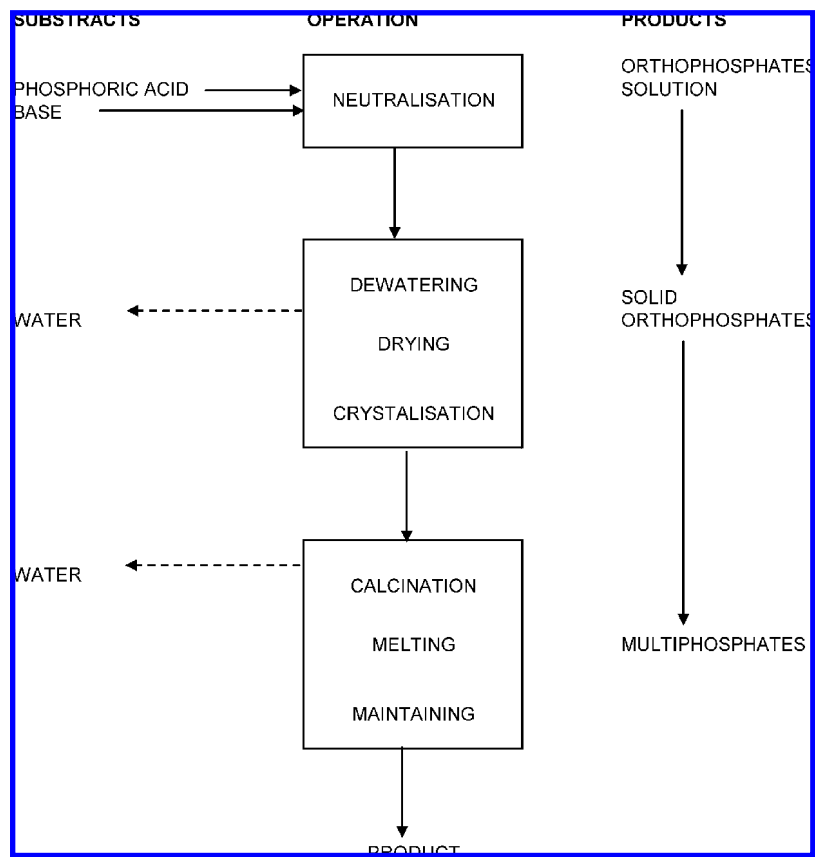 SUBSTRACTS OPERATION PRODUCTS
PHOSPHORIC ACID
BASE
NEUTRALISATION
ORTHOPHOSPHATES
SOLUTION
WATER
DEWATERING
DRYING
CRYSTALISATION
SOLID
ORTHOPHOSPHATES
WATER
CALCINATION
MELTING
MAINTAINING
MULTIPHOSPHATES
PRODUCT